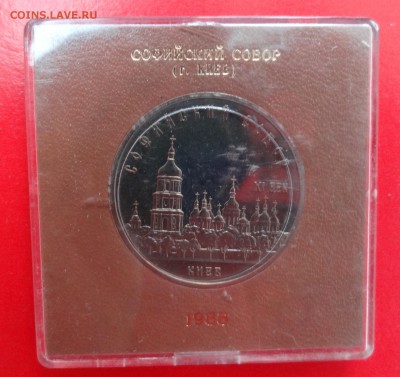 COINS.LAVE.RU
СОФИЙСКИЙ СОБОР
(г. КИЕВ)
СОФИЙСКИЙ СОБОР
XI ВЕК
КИЕВ
1988